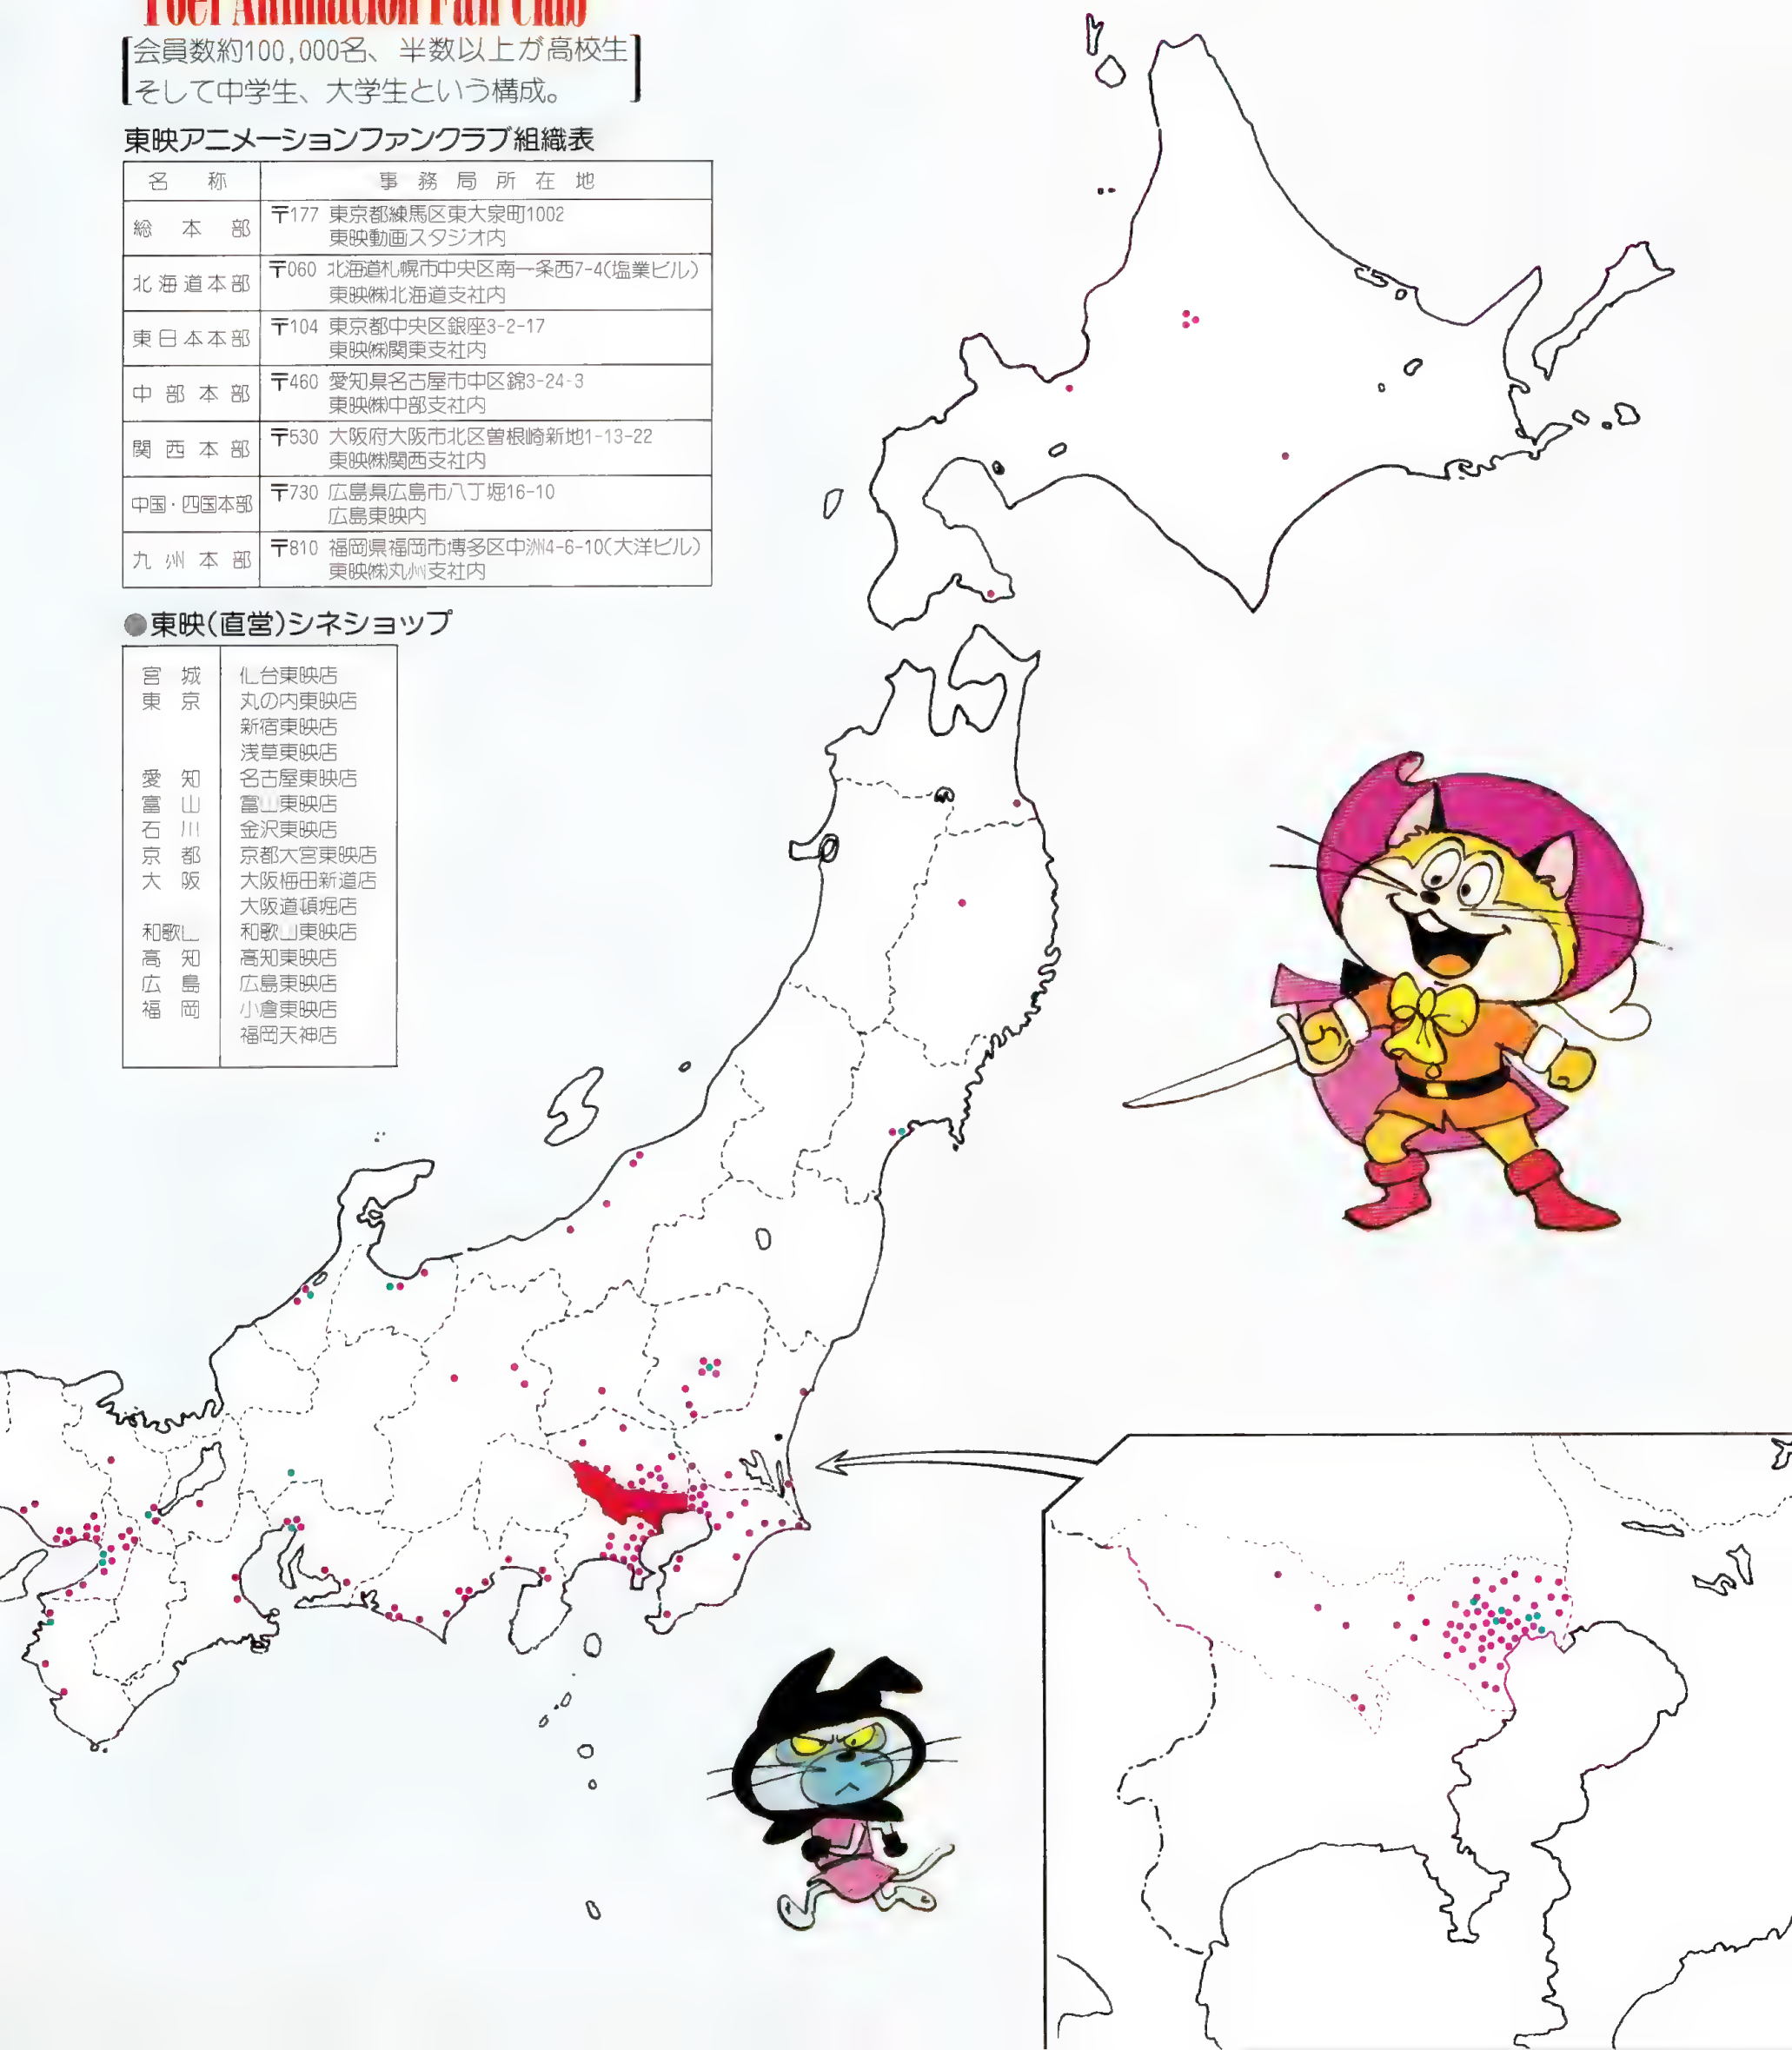 Toei Animation Fan Club
会員数約100,000名、半数以上が高校生
そして中学生、大学生という構成。
東映アニメーションファンクラブ組織表
名 称 事務局所在地
総本部 〒177 東京都練馬区東大泉町1002
東映動画スタジオ内
北海道本部 〒060 北海道札幌市中央区南一条西7-4(塩業ビル)
東映㈱北海道支社内
東日本本部 〒104 東京都中央区銀座3-2-17
東映㈱関東支社内
中部本部 〒460 愛知県名古屋市中区錦3-24-3
東映㈱中部支社内
関西本部 〒530 大阪府大阪市北区曽根崎新地1-13-22
東映㈱関西支社内
中国・四国本部 〒730 広島県広島市八丁堀16-10
広島東映内
九州本部 〒810 福岡県福岡市博多区中洲4-6-10(大洋ビル)
東映㈱九州支社内
●東映(直営)シネショップ
宮城 仙台東映店
東京 丸の内東映店
新宿東映店
浅草東映店
愛知 名古屋東映店
富山 富山東映店
石川 金沢東映店
京都 京都大宮東映店
大阪 大阪梅田新道店
大阪道頓堀店
和歌山 和歌山東映店
高知 高知東映店
広島 広島東映店
福岡 小倉東映店
福岡天神店